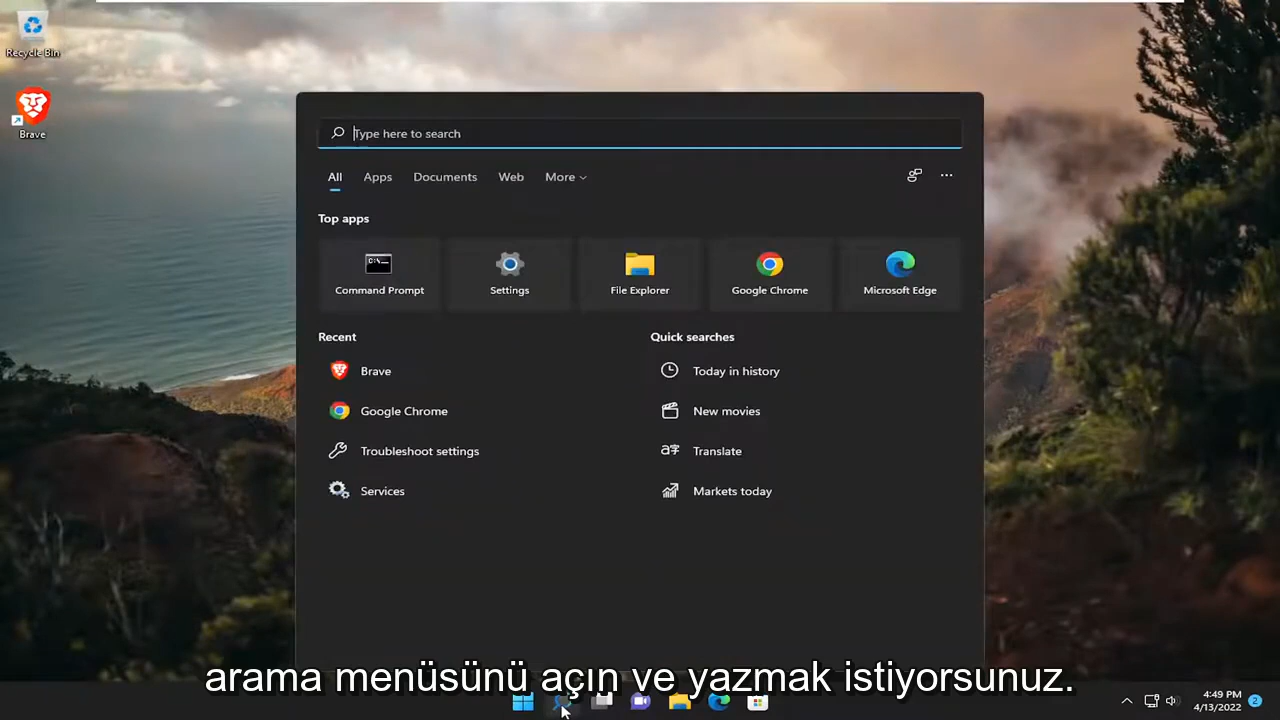 Recycle Bin
Brave
Type here to search
All Apps Documents Web More
Top apps
Command Prompt Settings File Explorer Google Chrome Microsoft Edge
Recent
Brave
Google Chrome
Troubleshoot settings
Services
Quick searches
Today in history
New movies
Translate
Markets today
arama menüsünü açın ve yazmak istiyorsunuz.
4:49 PM
4/13/2022
2